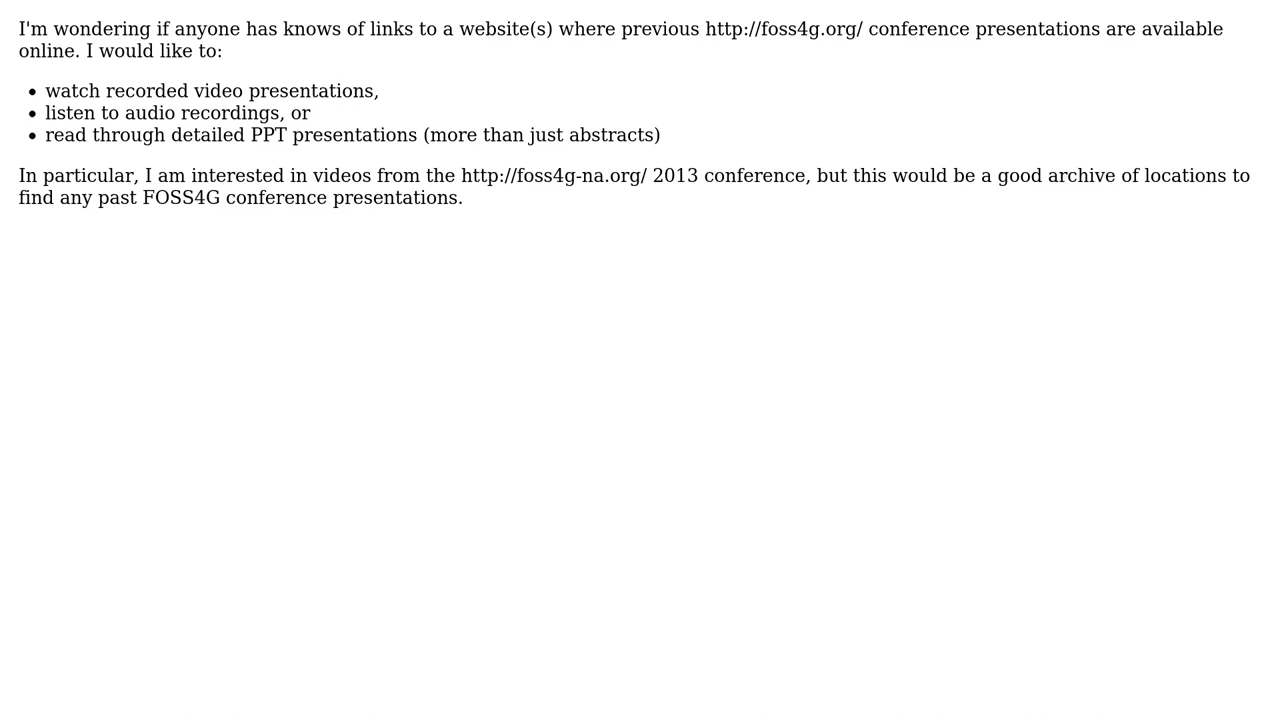 I'm wondering if anyone has knows of links to a website(s) where previous http://foss4g.org/ conference presentations are available
online. I would like to:
• watch recorded video presentations,
• listen to audio recordings, or
• read through detailed PPT presentations (more than just abstracts)
In particular, I am interested in videos from the http://foss4g-na.org/ 2013 conference, but this would be a good archive of locations to
find any past FOSS4G conference presentations.